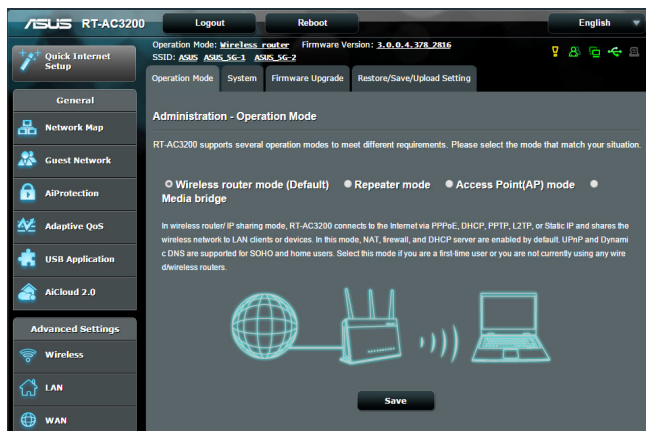 ASUS RT-AC3200 Logout Reboot English
Quick Internet Setup
General
Network Map
Guest Network
AiProtection
Adaptive QoS
USB Application
AiCloud 2.0
Advanced Settings
Wireless
LAN
WAN
Operation Mode: Wireless router Firmware Version: 3.0.0.4.378_2816
SSID: ASUS ASUS_5G-1 ASUS_5G-2
Operation Mode System Firmware Upgrade Restore/Save/Upload Setting
Administration - Operation Mode
RT-AC3200 supports several operation modes to meet different requirements. Please select the mode that match your situation.
Wireless router mode (Default) Repeater mode Access Point(AP) mode
Media bridge
In wireless router/ IP sharing mode, RT-AC3200 connects to the Internet via PPPoE, DHCP, PPTP, L2TP, or Static IP and shares the
wireless network to LAN clients or devices. In this mode, NAT, firewall, and DHCP server are enabled by default. UPnP and Dynami
c DNS are supported for SOHO and home users. Select this mode if you are a first-time user or you are not currently using any wire
d/wireless routers.
Save